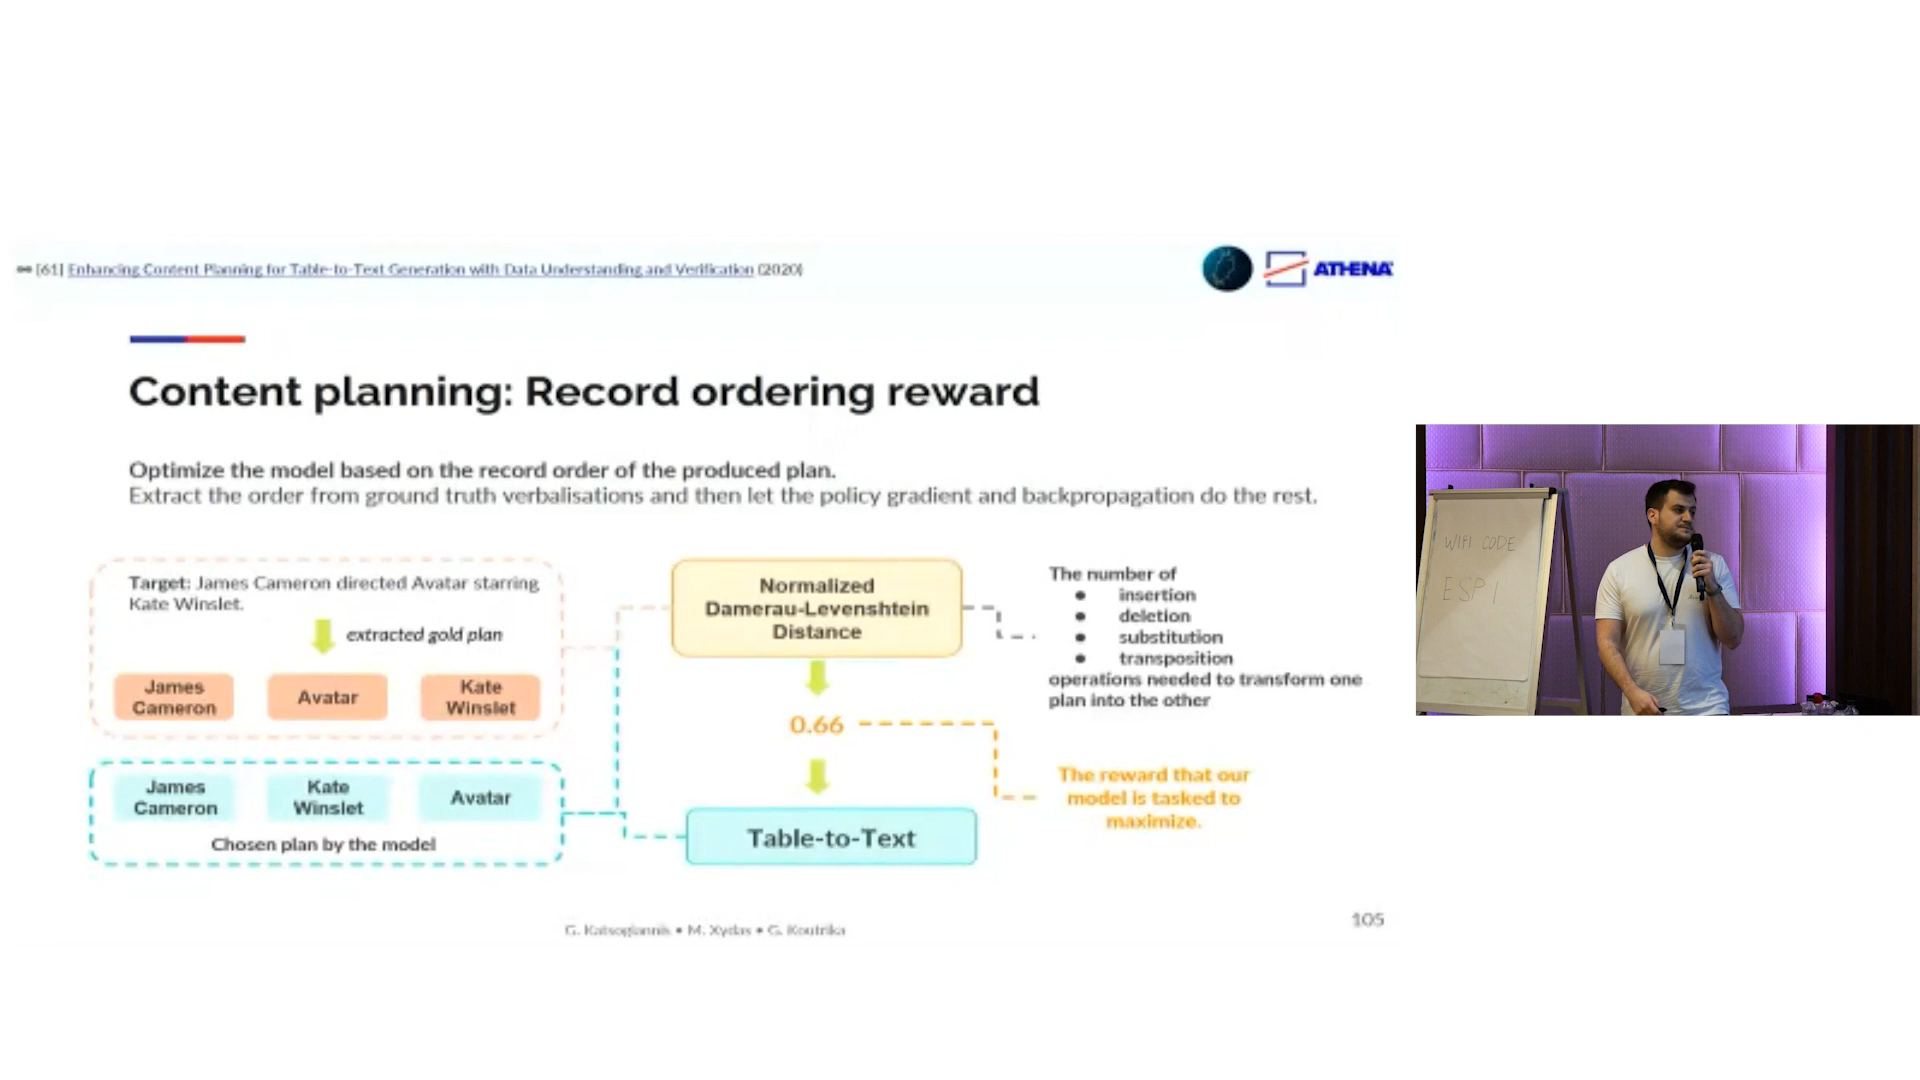 [61] Enhancing Content Planning for Table-to-Text Generation with Data Understanding and Verification (2020)
ATHENA
Content planning: Record ordering reward
Optimize the model based on the record order of the produced plan.
Extract the order from ground truth verbalisations and then let the policy gradient and backpropagation do the rest.
Target: James Cameron directed Avatar starring
Kate Winslet.
extracted gold plan
James
Cameron
Avatar
Kate
Winslet
James
Cameron
Kate
Winslet
Avatar
Chosen plan by the model
Normalized
Damerau-Levenshtein
Distance
0.66
Table-to-Text
The number of
• insertion
• deletion
• substitution
• transposition
operations needed to transform one
plan into the other
The reward that our
model is tasked to
maximize.
G. Katsogiannis • M. Xydas • G. Koutrika
105
WIFI CODE
ESP1